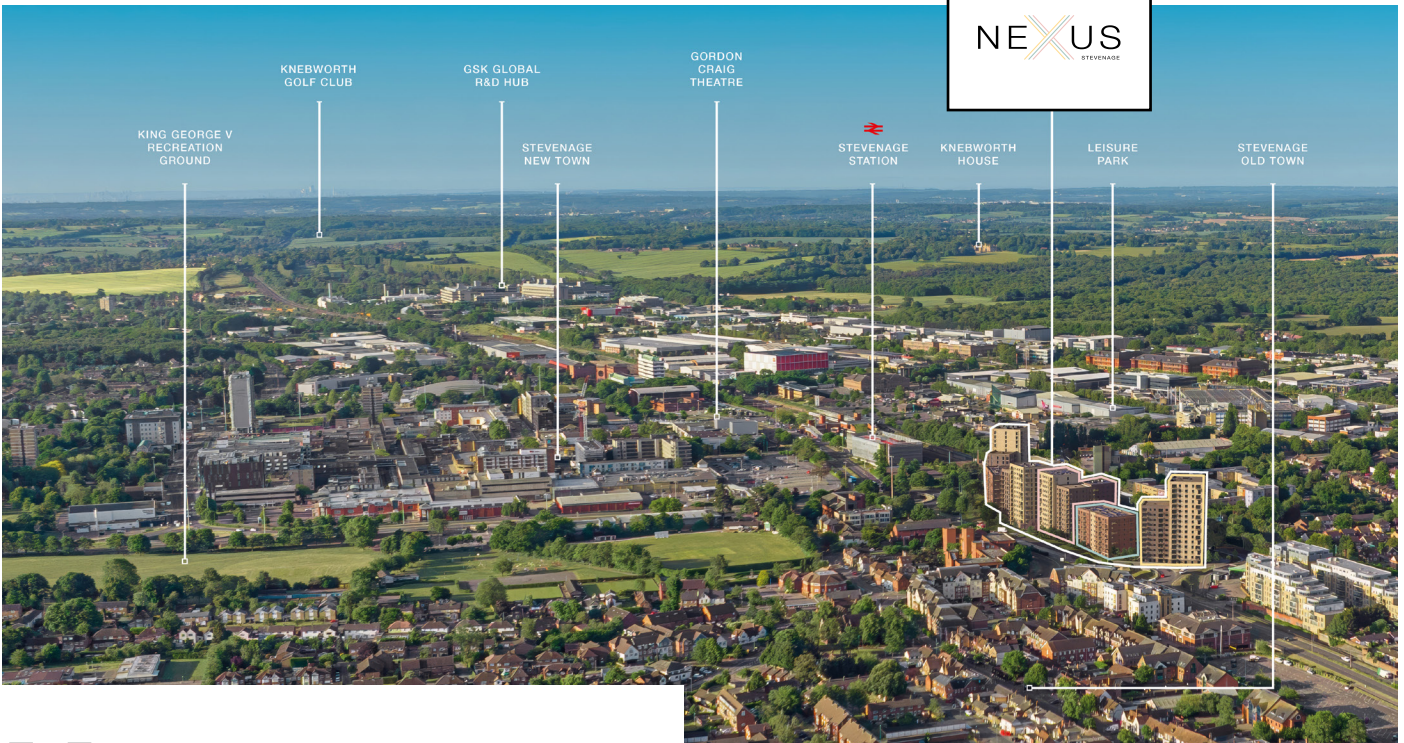 NEXUS
STEVENAGE
KNEBWORTH
GOLF CLUB
GSK GLOBAL
R&D HUB
GORDON
CRAIG
THEATRE
KING GEORGE V
RECREATION
GROUND
STEVENAGE
NEW TOWN
STEVENAGE
STATION
KNEBWORTH
HOUSE
LEISURE
PARK
STEVENAGE
OLD TOWN